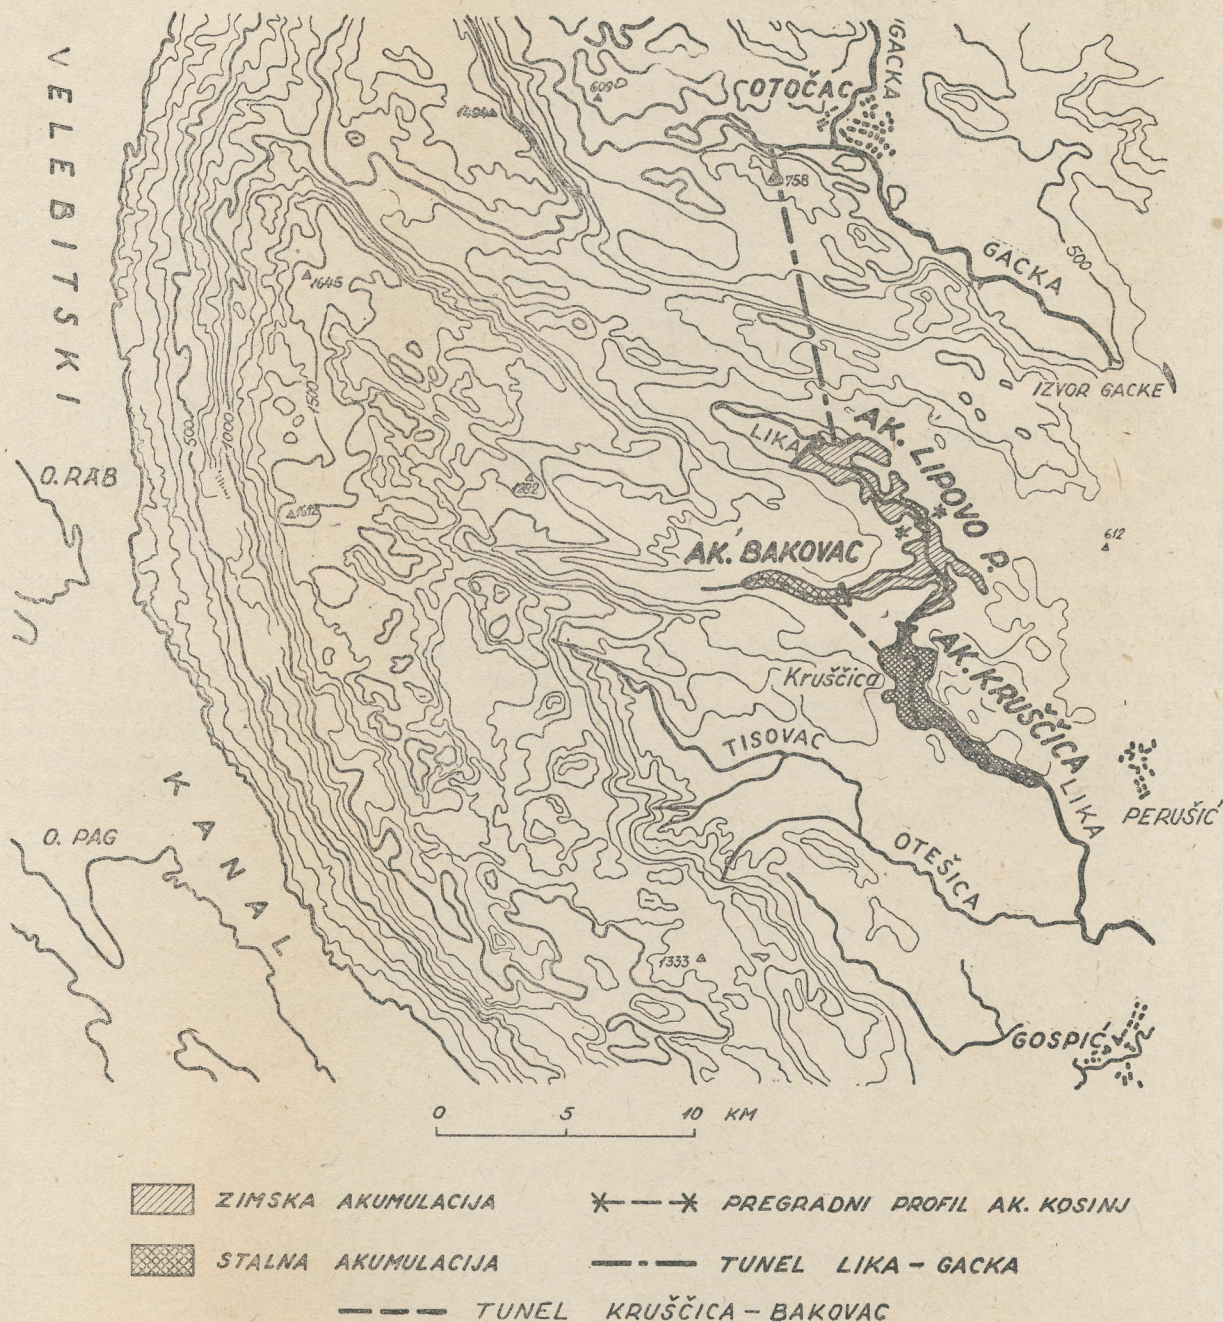 VELEBITSKI
KANAL
GACKA
OTOČAC
609
1494
758
GACKA
500
1645
IZVOR GACKE
1500
500
1000
AK. LIPOVO P.
LIKA
O. RAB
1282
1612
612
AK. BAKOVAC
AK. KRUŠČICA
Kruščica
TISOVAC
LIKA
PERUŠIĆ
O. PAG
OTEŠICA
1333
GOSPIĆ
0 5 10 KM
ZIMSKA AKUMULACIJA
PREGRADNI PROFIL AK. KOSINJ
STALNA AKUMULACIJA
TUNEL LIKA - GACKA
TUNEL KRUŠČICA - BAKOVAC